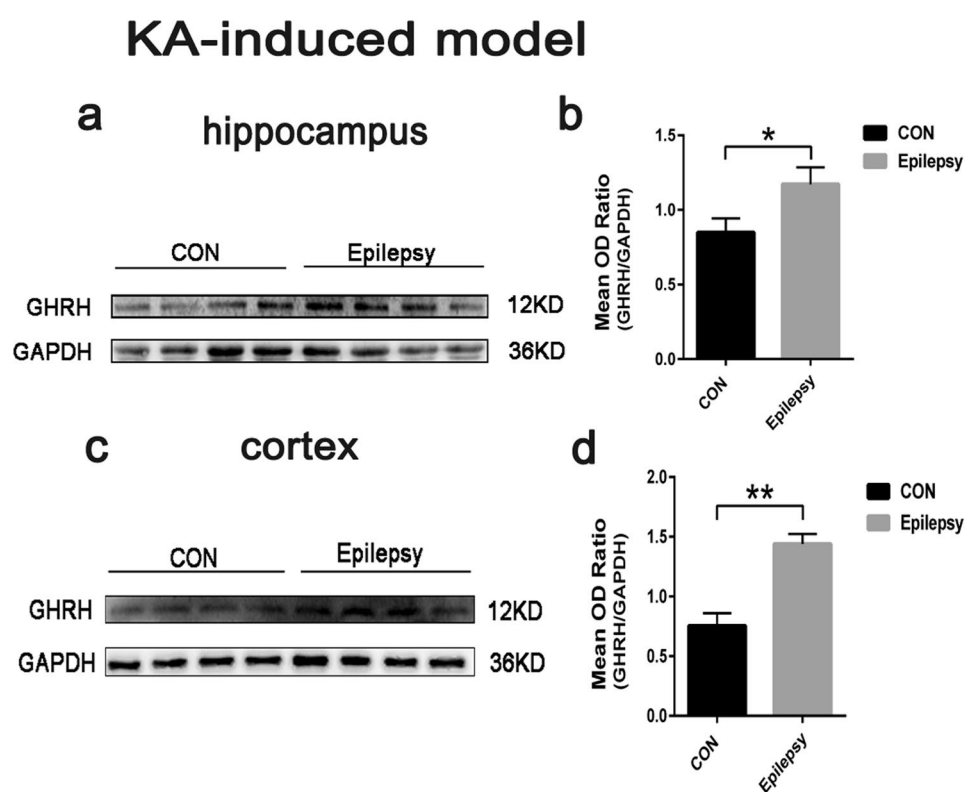 KA-induced model
a
hippocampus
CON
Epilepsy
GHRH
12KD
GAPDH
36KD
b
CON
Epilepsy
*
Mean OD Ratio
(GHRH/GAPDH)
1.5
1.0
0.5
0.0
CON
Epilepsy
c
cortex
CON
Epilepsy
GHRH
12KD
GAPDH
36KD
d
CON
Epilepsy
**
Mean OD Ratio
(GHRH/GAPDH)
2.0
1.5
1.0
0.5
0.0
CON
Epilepsy